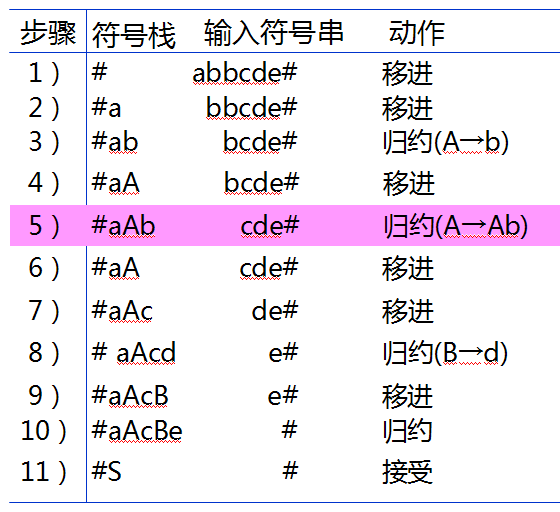 步骤 符号栈 输入符号串 动作
1） # abbcde# 移进
2） #a bbcde# 移进
3） #ab bcde# 归约(A→b)
4） #aA bcde# 移进
5） #aAb cde# 归约(A→Ab)
6） #aA cde# 移进
7） #aAc de# 移进
8） # aAcd e# 归约(B→d)
9） #aAcB e# 移进
10） #aAcBe # 归约
11） #S # 接受